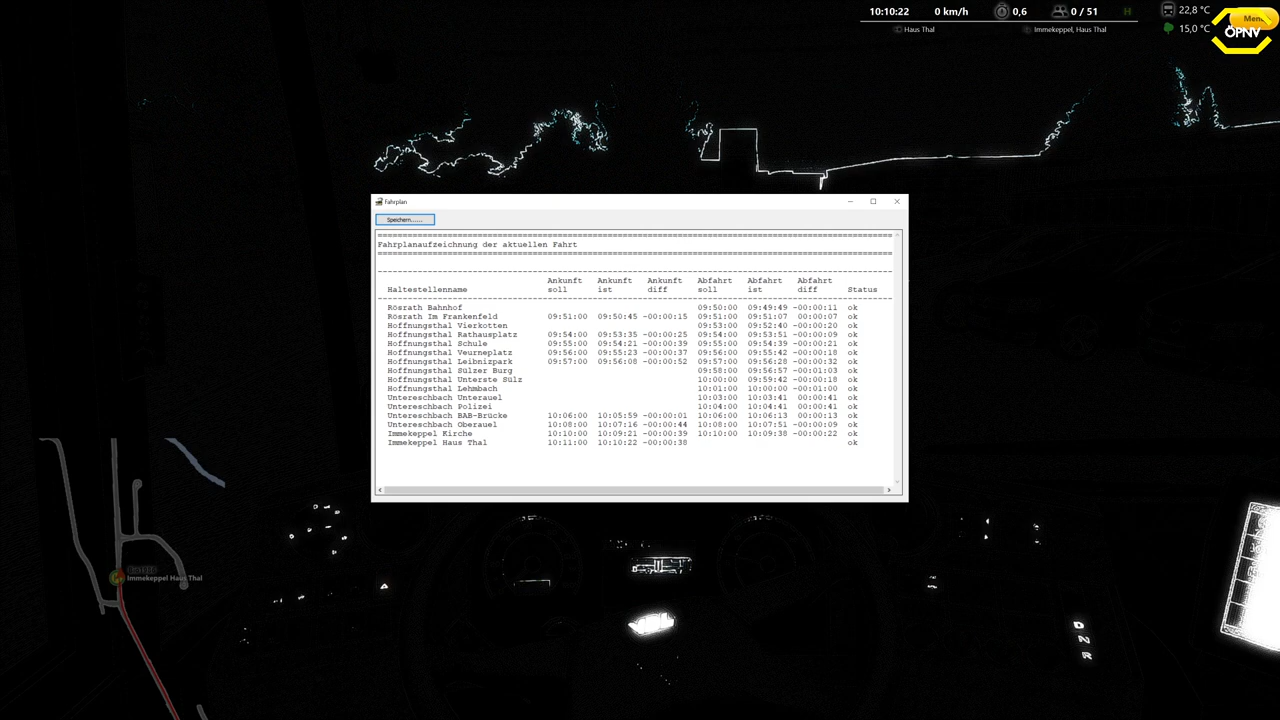 10:10:22 0 km/h 0,6 0 / 51 H 22,8 °C
Haus Thal Immekeppel, Haus Thal 15,0 °C
Menü
ÖPNV
Fahrplan
Speichern......
Fahrplanaufzeichnung der aktuellen Fahrt
Ankunft Ankunft Ankunft Abfahrt Abfahrt Abfahrt
Haltestellenname soll ist diff soll ist diff Status
Rösrath Bahnhof 09:50:00 09:49:49 -00:00:11 ok
Rösrath Im Frankenfeld 09:51:00 09:50:45 -00:00:15 09:51:00 09:51:07 00:00:07 ok
Hoffnungsthal Vierkotten 09:53:00 09:52:40 -00:00:20 ok
Hoffnungsthal Rathausplatz 09:54:00 09:53:35 -00:00:25 09:54:00 09:53:51 -00:00:09 ok
Hoffnungsthal Schule 09:55:00 09:54:21 -00:00:39 09:55:00 09:54:39 -00:00:21 ok
Hoffnungsthal Veurneplatz 09:56:00 09:55:23 -00:00:37 09:56:00 09:55:42 -00:00:18 ok
Hoffnungsthal Leibnizpark 09:57:00 09:56:08 -00:00:52 09:57:00 09:56:28 -00:00:32 ok
Hoffnungsthal Sülzer Burg 09:58:00 09:56:57 -00:01:03 ok
Hoffnungsthal Unterste Sülz 10:00:00 09:59:42 -00:00:18 ok
Hoffnungsthal Lehmbach 10:01:00 10:00:00 -00:01:00 ok
Untereschbach Unterauel 10:03:00 10:03:41 00:00:41 ok
Untereschbach Polizei 10:04:00 10:04:41 00:00:41 ok
Untereschbach BAB-Brücke 10:06:00 10:05:59 -00:00:01 10:06:00 10:06:13 00:00:13 ok
Untereschbach Oberauel 10:08:00 10:07:16 -00:00:44 10:08:00 10:07:51 -00:00:09 ok
Immekeppel Kirche 10:10:00 10:09:21 -00:00:39 10:10:00 10:09:38 -00:00:22 ok
Immekeppel Haus Thal 10:11:00 10:10:22 -00:00:38 ok
Immekeppel Haus Thal
D
N
R